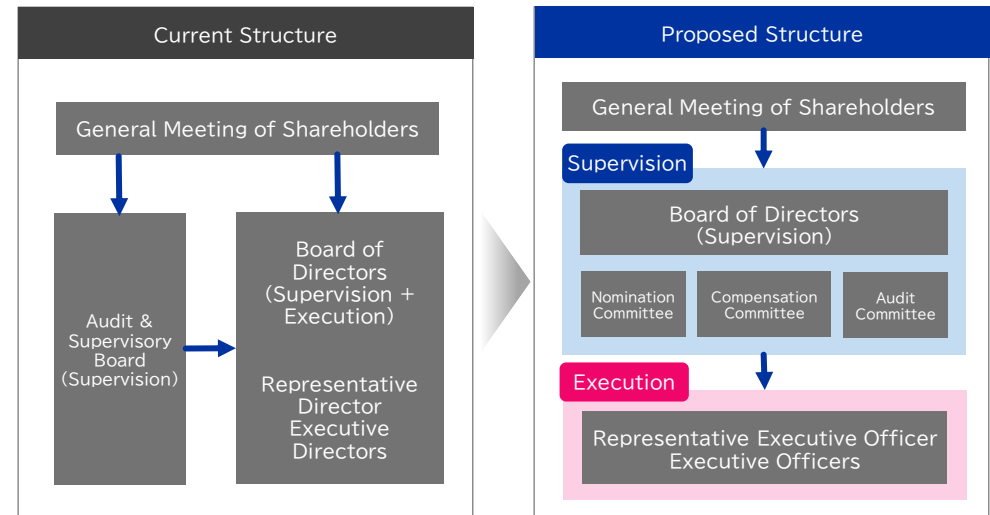 Current Structure
General Meeting of Shareholders
Audit &
Supervisory
Board
(Supervision)
Board of
Directors
(Supervision +
Execution)
Representative
Director
Executive
Directors
Proposed Structure
General Meeting of Shareholders
Supervision
Board of Directors
(Supervision)
Nomination
Committee
Compensation
Committee
Audit
Committee
Execution
Representative Executive Officer
Executive Officers